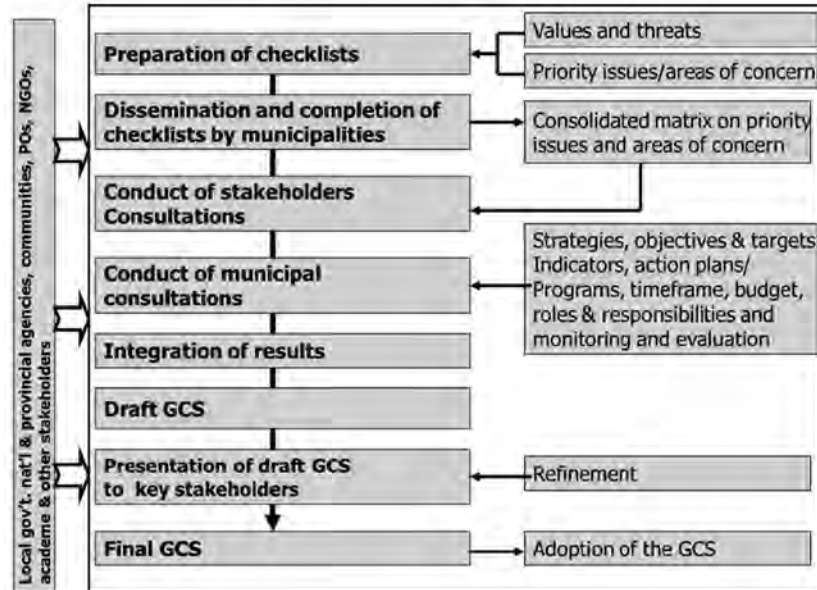 Local gov't. nat'l & provincial agencies, communities, POs, NGOs,
academe & other stakeholders
Preparation of checklists
Values and threats
Priority issues/areas of concern
Dissemination and completion of
checklists by municipalities
Consolidated matrix on priority
issues and areas of concern
Conduct of stakeholders
Consultations
Conduct of municipal
consultations
Strategies, objectives & targets
Indicators, action plans/
Programs, timeframe, budget,
roles & responsibilities and
monitoring and evaluation
Integration of results
Draft GCS
Presentation of draft GCS
to key stakeholders
Refinement
Final GCS
Adoption of the GCS